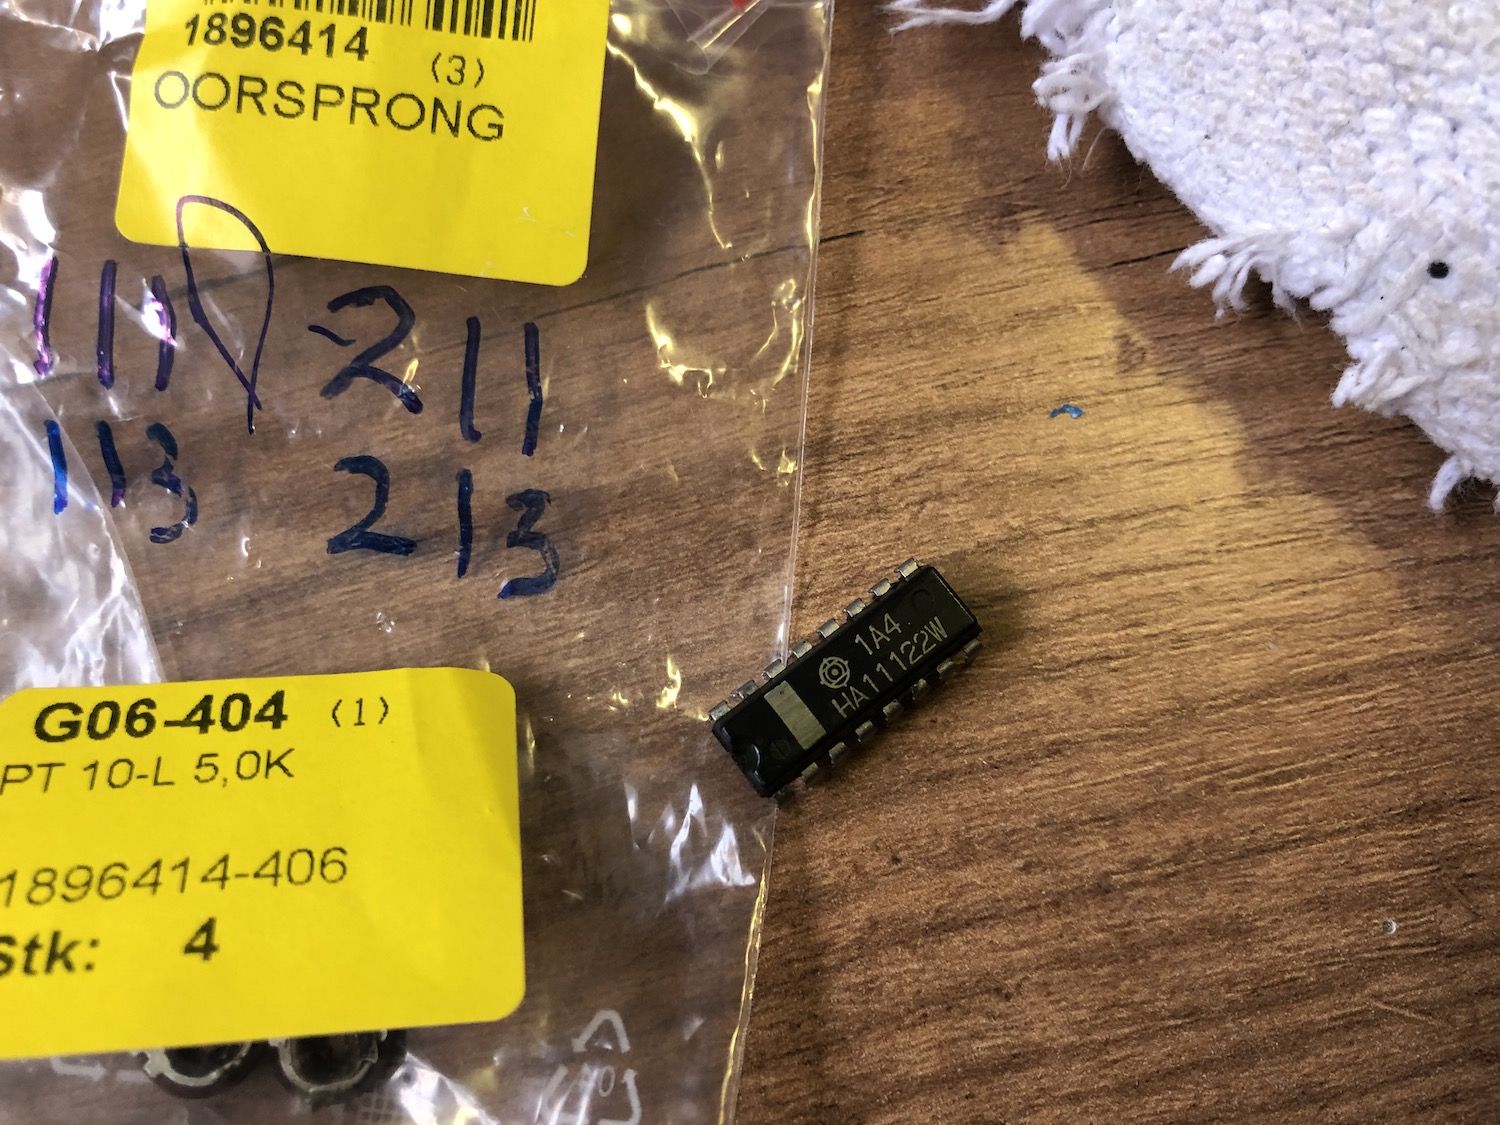 1896414
(3)
OORSPRONG
111 211
113 213
1A4
HA11122W
G06-404 (1)
PT 10-L 5,0K
1896414-406
Stk: 4